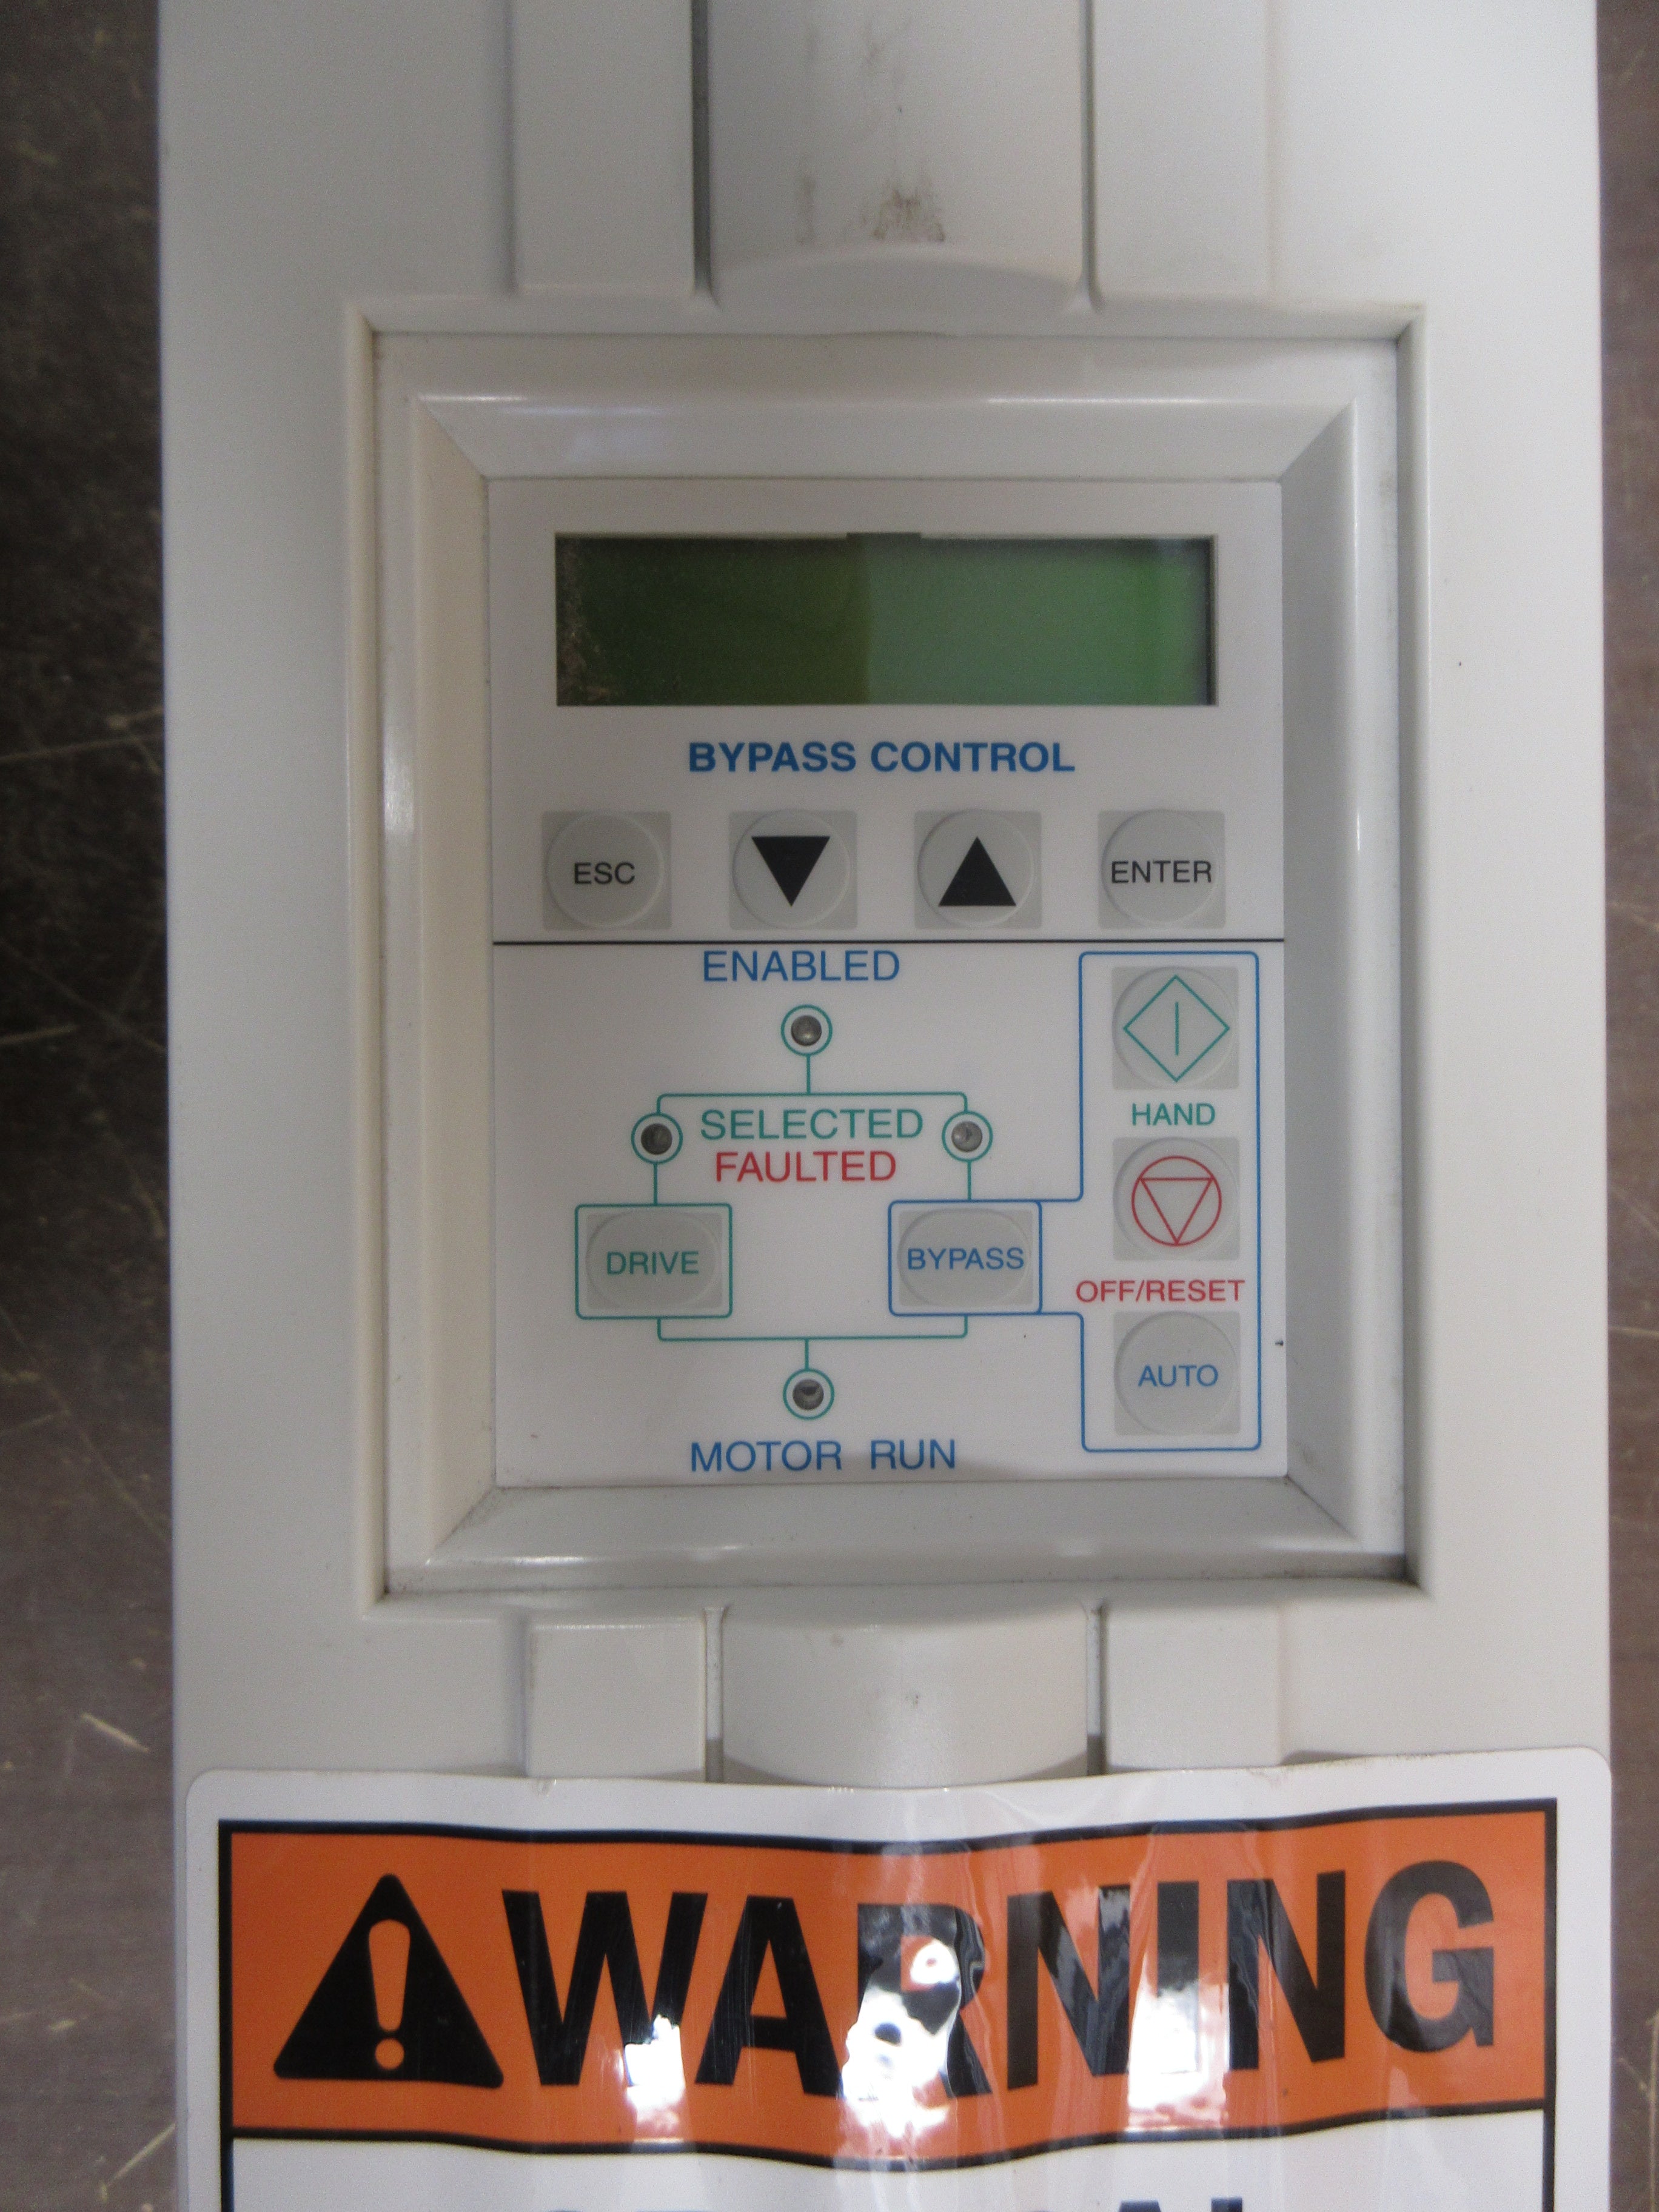 BYPASS CONTROL
ESC ENTER
ENABLED
SELECTED
FAULTED
HAND
DRIVE BYPASS
OFF/RESET
AUTO
MOTOR RUN
WARNING